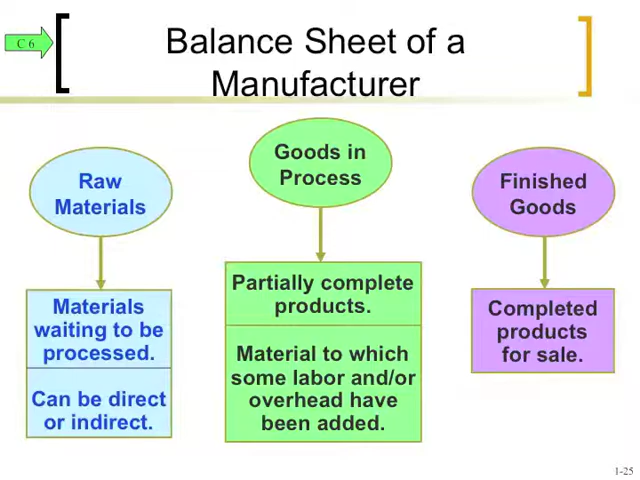 C 6
Balance Sheet of a
Manufacturer
Raw
Materials
Materials
waiting to be
processed.
Can be direct
or indirect.
Goods in
Process
Partially complete
products.
Material to which
some labor and/or
overhead have
been added.
Finished
Goods
Completed
products
for sale.
1-25